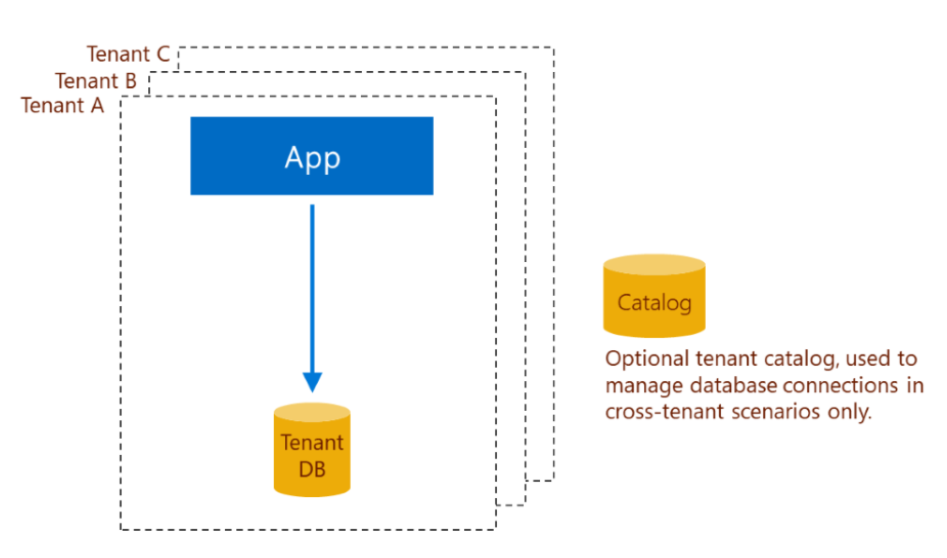 Tenant C
Tenant B
Tenant A
App
Catalog
Optional tenant catalog, used to
manage database connections in
cross-tenant scenarios only.
Tenant
DB